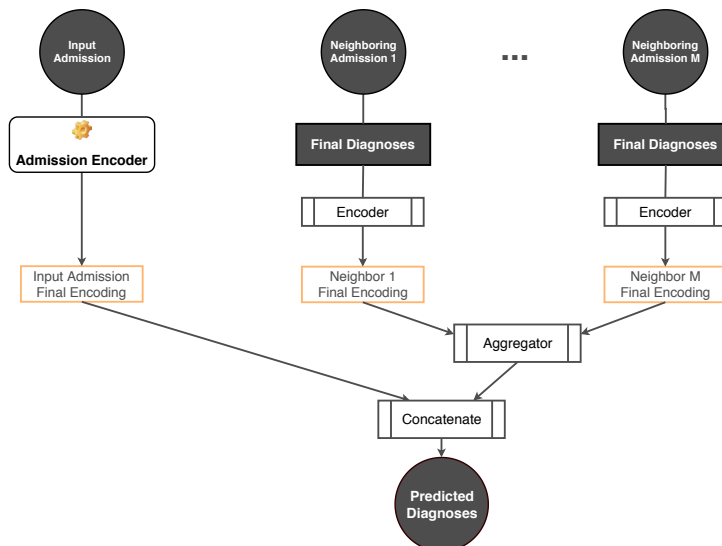 Input
Admission
Neighboring
Admission 1
...
Neighboring
Admission M
Admission Encoder
Final Diagnoses
Final Diagnoses
Encoder
Encoder
Input Admission
Final Encoding
Neighbor 1
Final Encoding
Neighbor M
Final Encoding
Aggregator
Concatenate
Predicted
Diagnoses